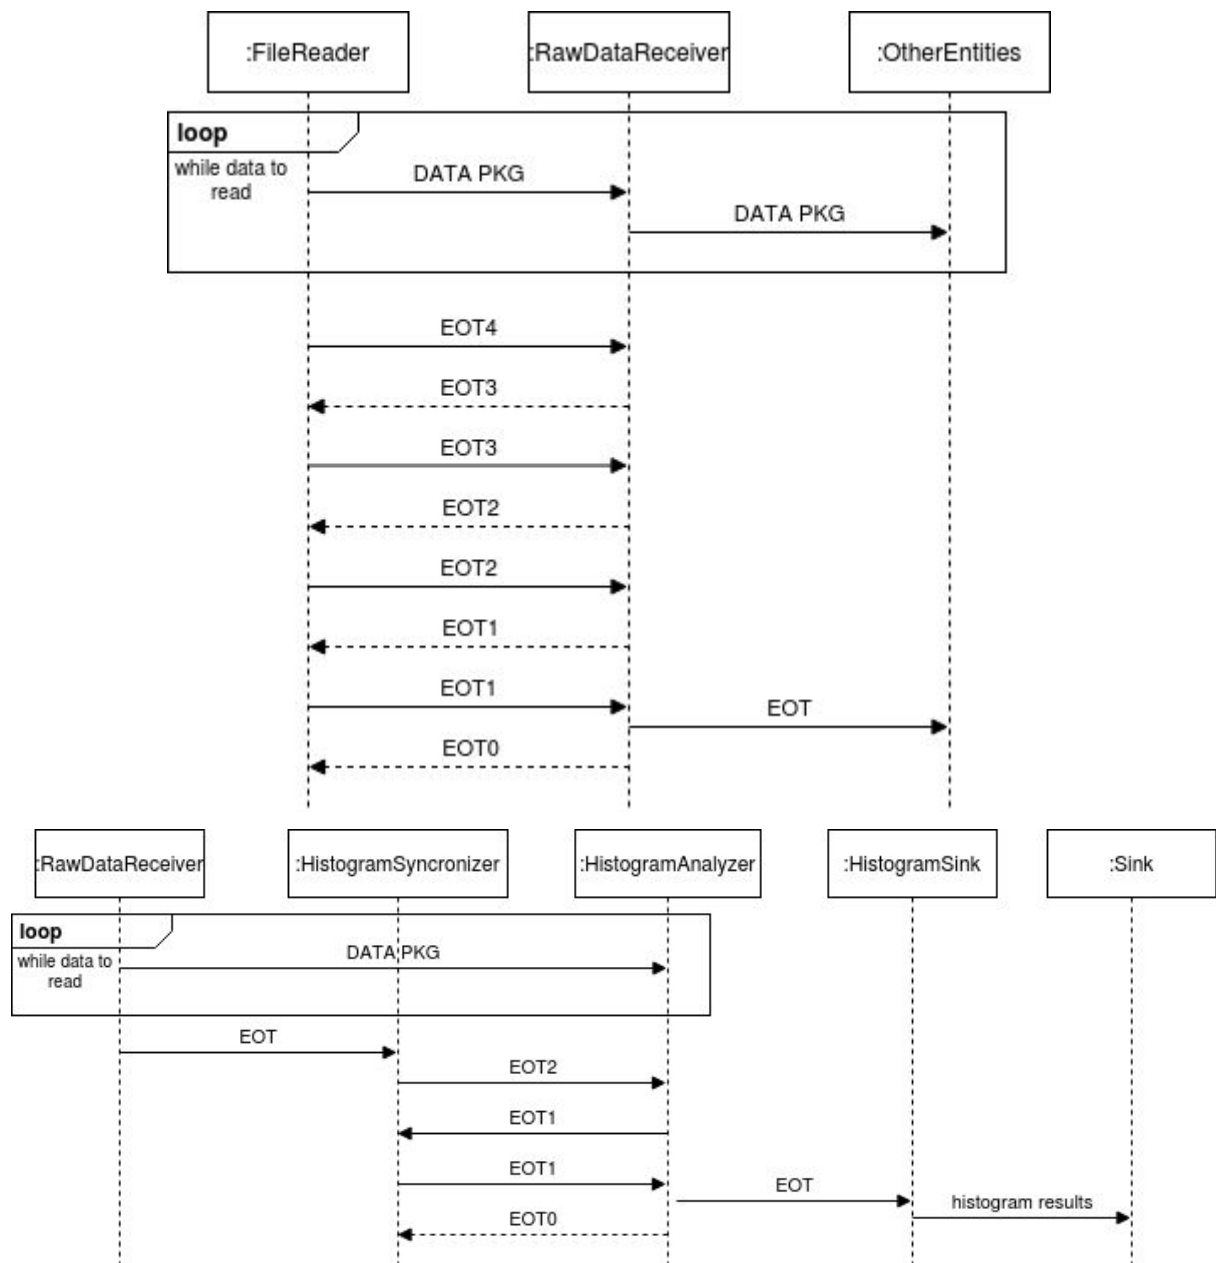 :FileReader
:RawDataReceiver
:OtherEntities
loop
while data to
read
DATA PKG
DATA PKG
EOT4
EOT3
EOT3
EOT2
EOT2
EOT1
EOT1
EOT
EOT0
:RawDataReceiver
:HistogramSyncronizer
:HistogramAnalyzer
:HistogramSink
:Sink
loop
while data to
read
DATA PKG
EOT
EOT2
EOT1
EOT1
EOT
histogram results
EOT0